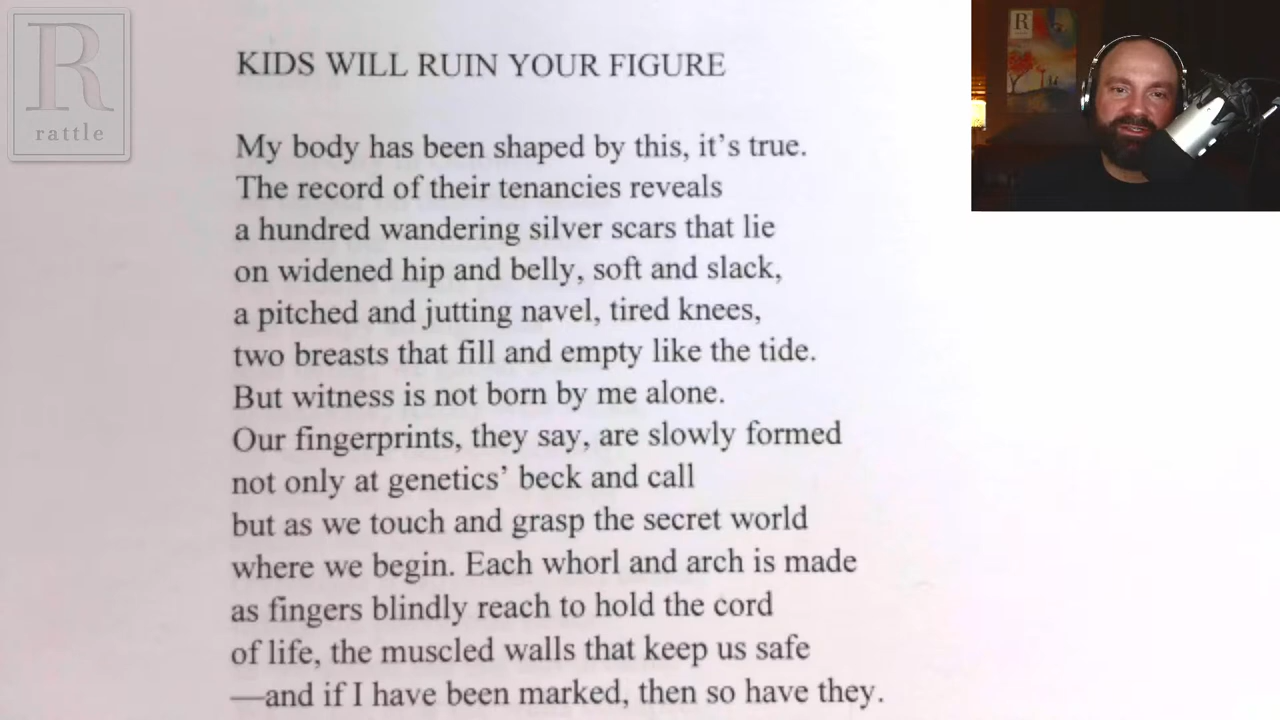 R
rattle
R
KIDS WILL RUIN YOUR FIGURE
My body has been shaped by this, it's true.
The record of their tenancies reveals
a hundred wandering silver scars that lie
on widened hip and belly, soft and slack,
a pitched and jutting navel, tired knees,
two breasts that fill and empty like the tide.
But witness is not born by me alone.
Our fingerprints, they say, are slowly formed
not only at genetics' beck and call
but as we touch and grasp the secret world
where we begin. Each whorl and arch is made
as fingers blindly reach to hold the cord
of life, the muscled walls that keep us safe
—and if I have been marked, then so have they.